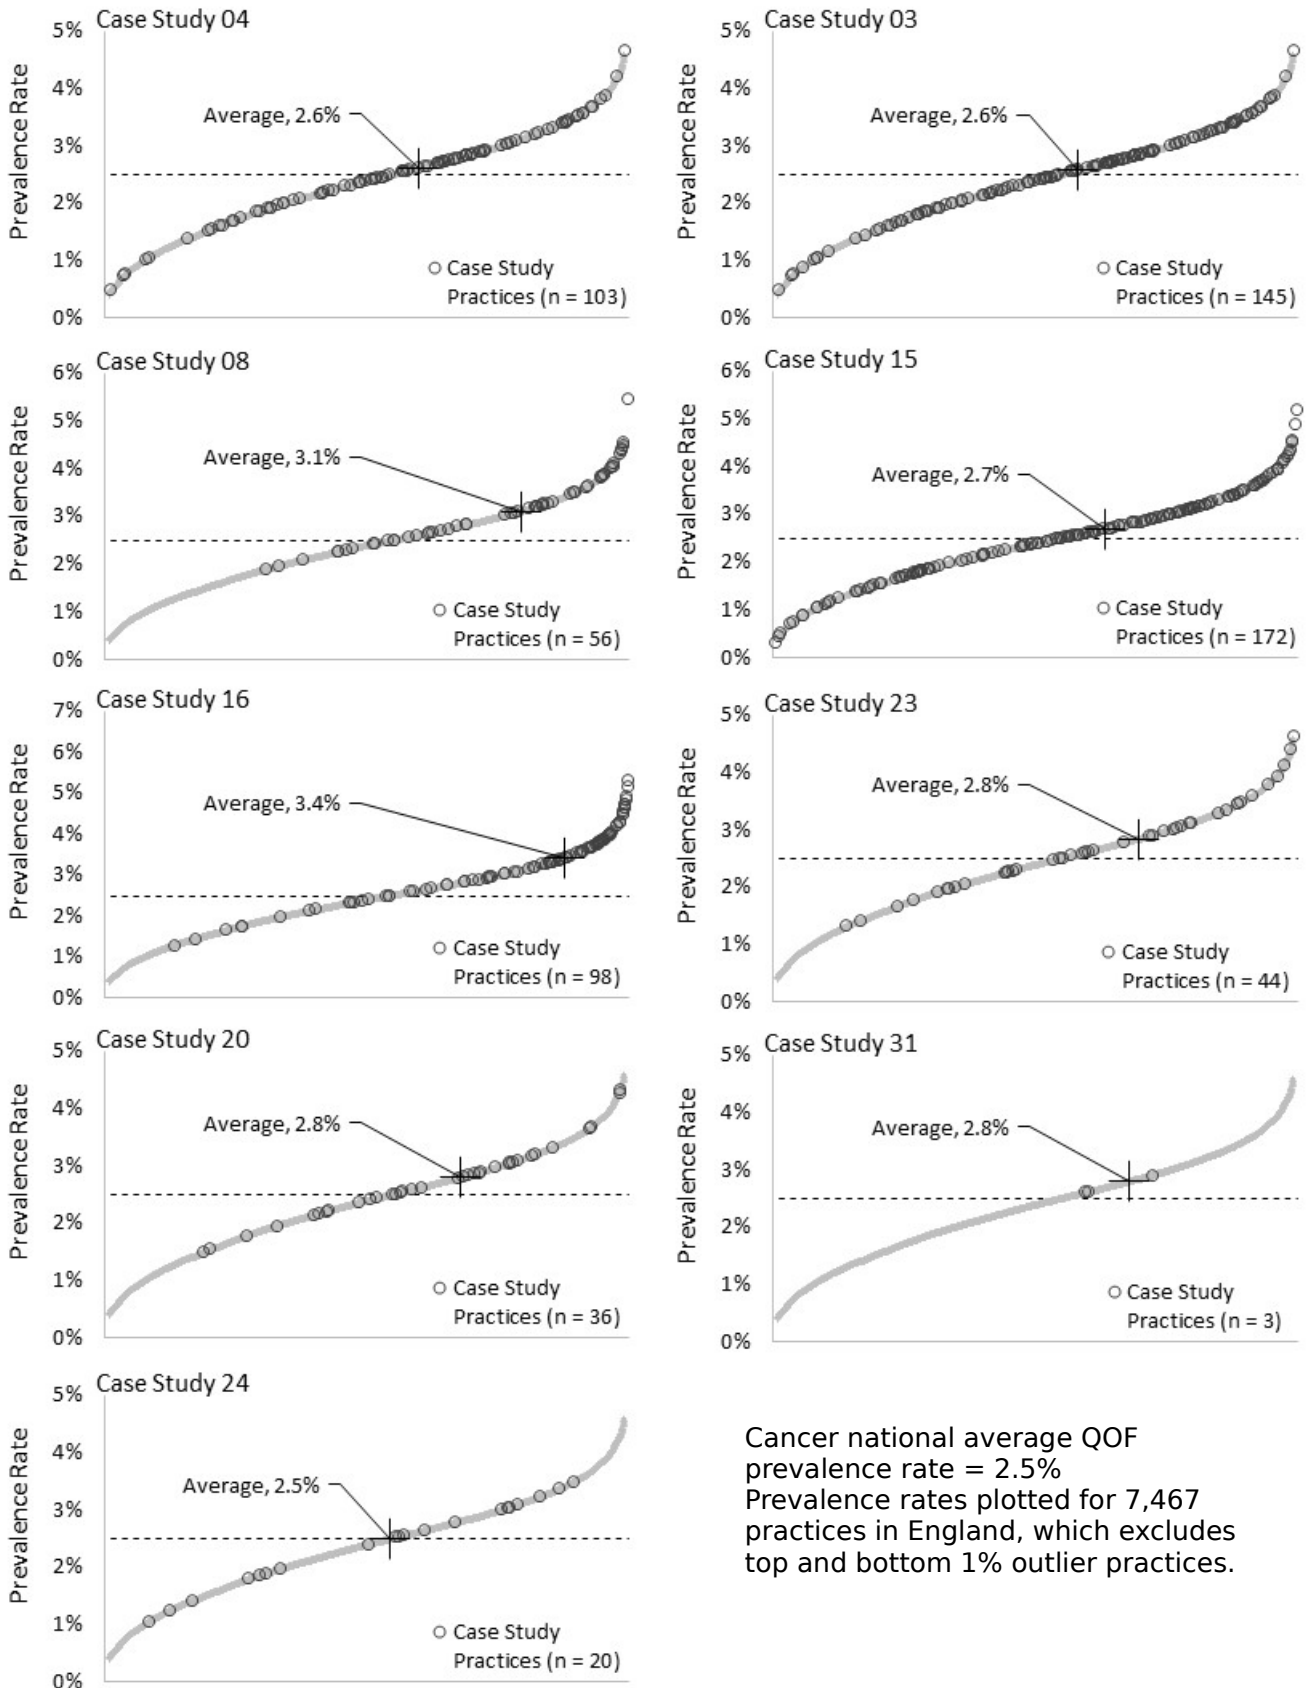 Case Study 04
5%
4%
3%
2%
1%
0%
Prevalence Rate
Average, 2.6%
Case Study
Practices (n = 103)
Case Study 03
5%
4%
3%
2%
1%
0%
Prevalence Rate
Average, 2.6%
Case Study
Practices (n = 145)
Case Study 08
6%
5%
4%
3%
2%
1%
0%
Prevalence Rate
Average, 3.1%
Case Study
Practices (n = 56)
Case Study 15
6%
5%
4%
3%
2%
1%
0%
Prevalence Rate
Average, 2.7%
Case Study
Practices (n = 172)
Case Study 16
7%
6%
5%
4%
3%
2%
1%
0%
Prevalence Rate
Average, 3.4%
Case Study
Practices (n = 98)
Case Study 23
5%
4%
3%
2%
1%
0%
Prevalence Rate
Average, 2.8%
Case Study
Practices (n = 44)
Case Study 20
5%
4%
3%
2%
1%
0%
Prevalence Rate
Average, 2.8%
Case Study
Practices (n = 36)
Case Study 31
5%
4%
3%
2%
1%
0%
Prevalence Rate
Average, 2.8%
Case Study
Practices (n = 3)
Case Study 24
5%
4%
3%
2%
1%
0%
Prevalence Rate
Average, 2.5%
Case Study
Practices (n = 20)
Cancer national average QOF
prevalence rate = 2.5%
Prevalence rates plotted for 7,467
practices in England, which excludes
top and bottom 1% outlier practices.